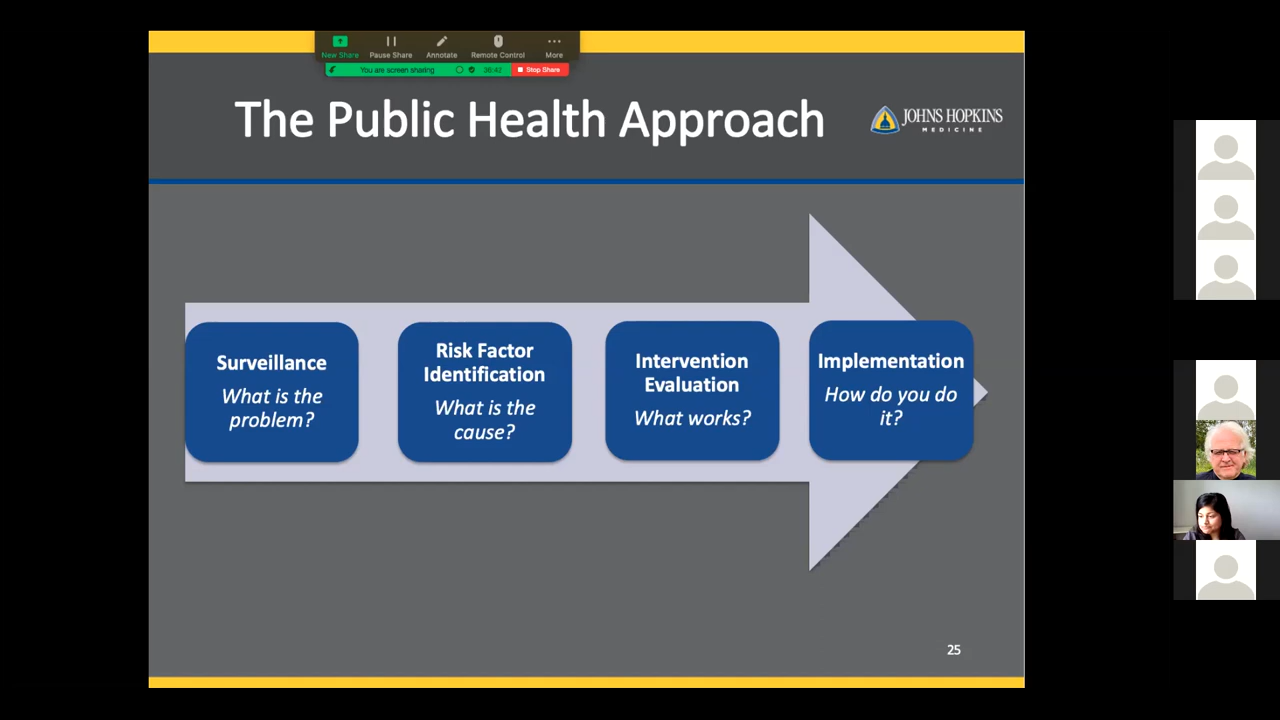 New Share Pause Share Annotate Remote Control More
You are screen sharing 36:42 Stop Share
The Public Health Approach
JOHNS HOPKINS
MEDICINE
Surveillance
What is the
problem?
Risk Factor
Identification
What is the
cause?
Intervention
Evaluation
What works?
Implementation
How do you do
it?
25